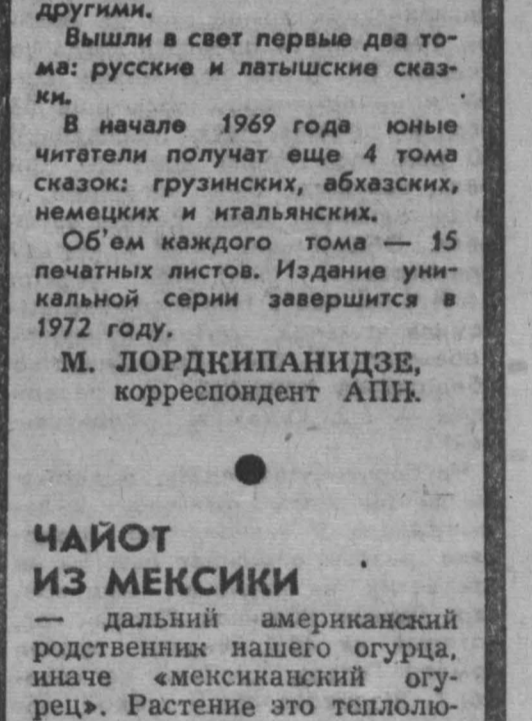 другими.
Вышли в свет первые два то-
ма: русские и латышские сказ-
ки.
В начале 1969 года юные
читатели получат еще 4 тома
сказок: грузинских, абхазских,
немецких и итальянских.
Об'ем каждого тома — 15
печатных листов. Издание уни-
кальной серии завершится в
1972 году.
М. ЛОРДКИПАНИДЗЕ,
корреспондент АПН.
ЧАЙОТ
ИЗ МЕКСИКИ
— дальний американский
родственник нашего огурца,
иначе «мексиканский огу-
рец». Растение это теплолю-